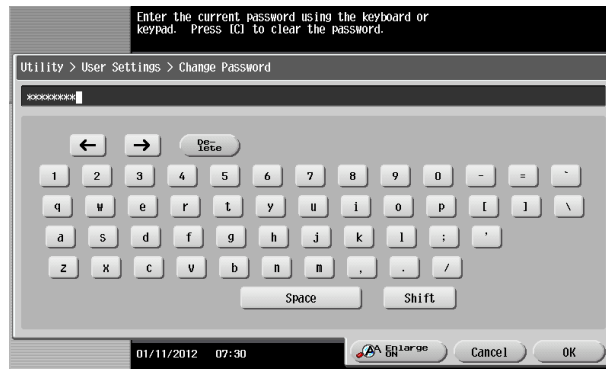 Enter the current password using the keyboard or
keypad. Press [C] to clear the password.
Utility > User Settings > Change Password
********
← → De-lete
1 2 3 4 5 6 7 8 9 0 - = `
q w e r t y u i o p [ ] \
a s d f g h j k l ; '
z x c v b n m , . /
Space Shift
01/11/2012 07:30 Enlarge ON Cancel OK